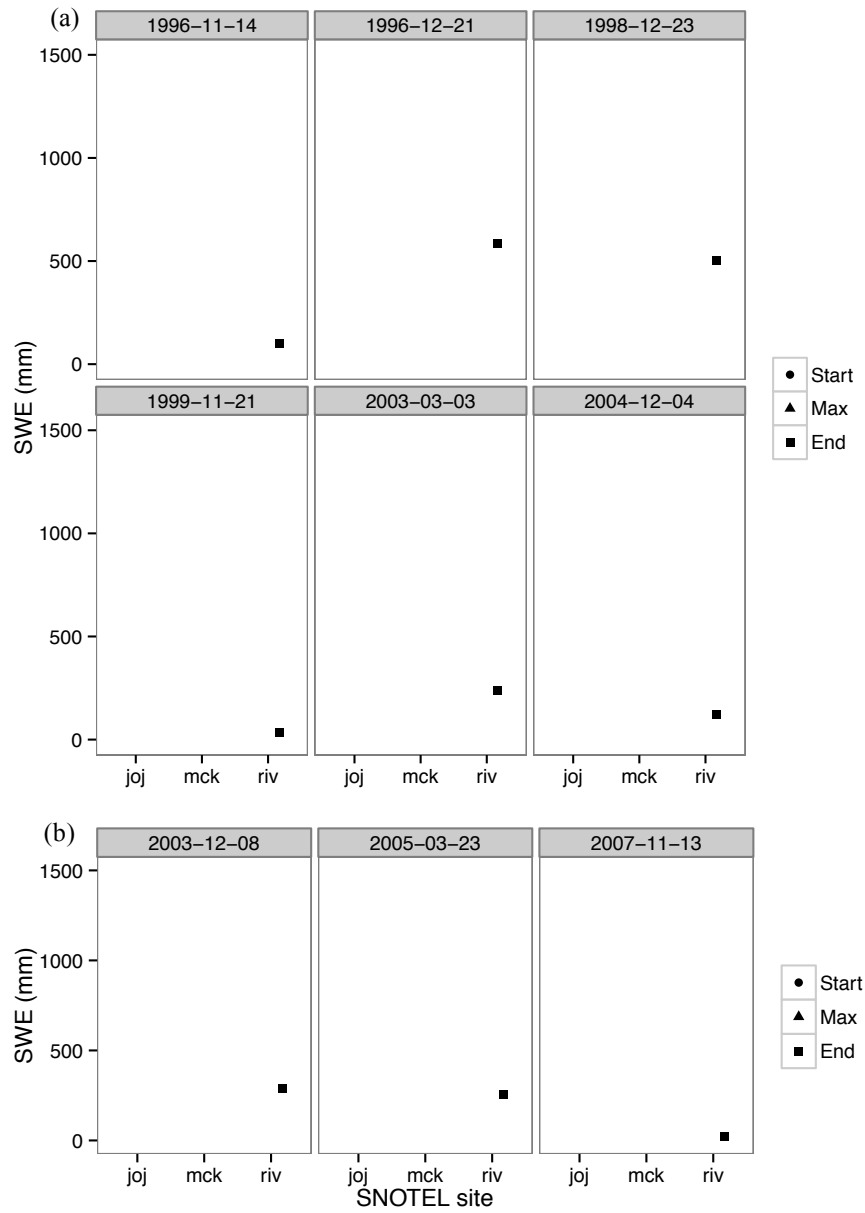 (a)
1996–11–14 1996–12–21 1998–12–23
1500
1000
500
0
SWE (mm)
1999–11–21 2003–03–03 2004–12–04
1500
1000
500
0
joj mck riv joj mck riv joj mck riv
Start
Max
End
(b)
2003–12–08 2005–03–23 2007–11–13
1500
1000
500
0
SWE (mm)
joj mck riv joj mck riv joj mck riv
SNOTEL site
Start
Max
End